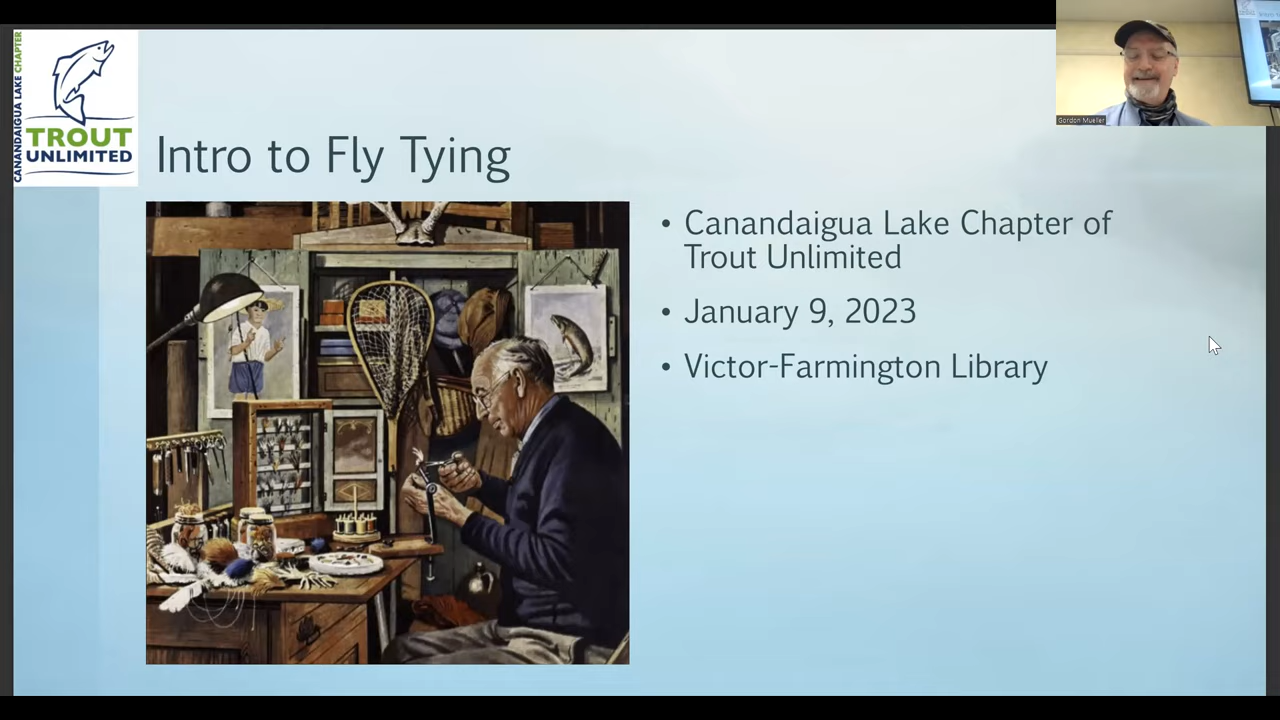 CANANDAIGUA LAKE CHAPTER
TROUT
UNLIMITED
Intro to Fly Tying
• Canandaigua Lake Chapter of
Trout Unlimited
• January 9, 2023
• Victor-Farmington Library
Gordon Mueller